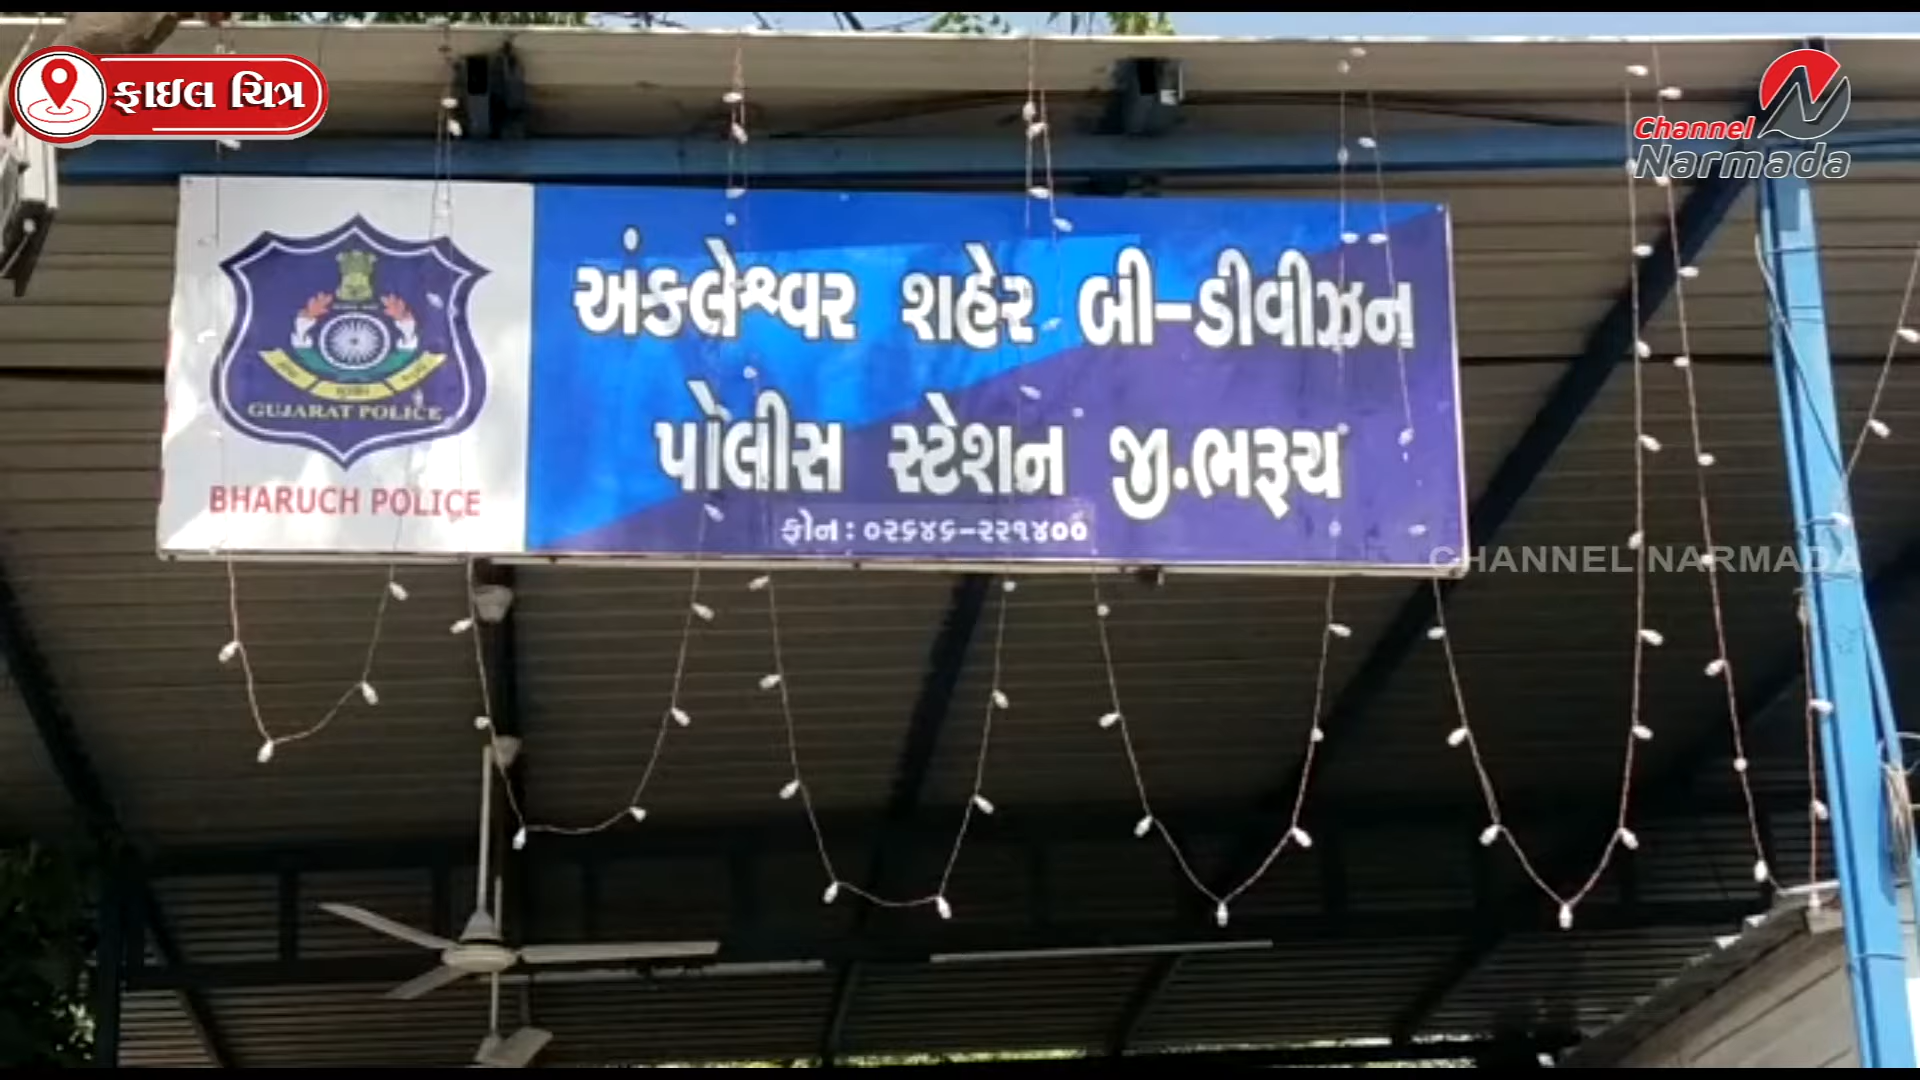 ફાઇલ ચિત્ર
Channel
Narmada
અંકલેશ્વર શહેર બી-ડીવીઝન
પોલીસ સ્ટેશન જી.ભરૂચ
ફોન : ૦૨૬૪૬-૨૨૧૪૦૦
GUJARAT POLICE
BHARUCH POLICE
CHANNEL NARMADA